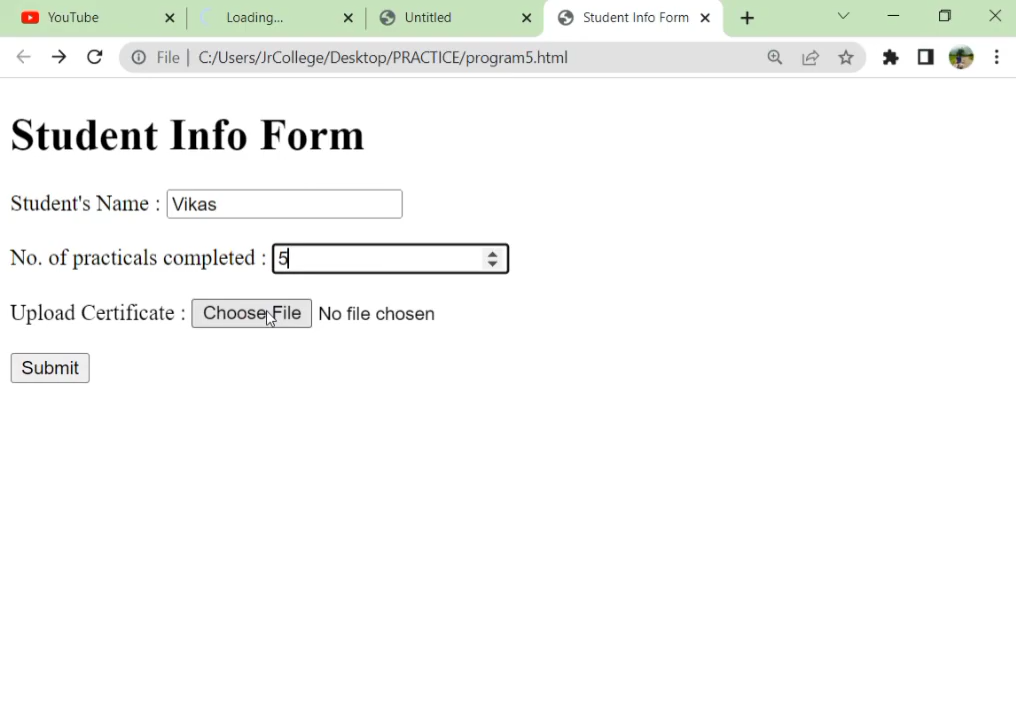 YouTube
Loading...
Untitled
Student Info Form
File | C:/Users/JrCollege/Desktop/PRACTICE/program5.html
Student Info Form
Student's Name : Vikas
No. of practicals completed : 5
Upload Certificate : Choose File No file chosen
Submit